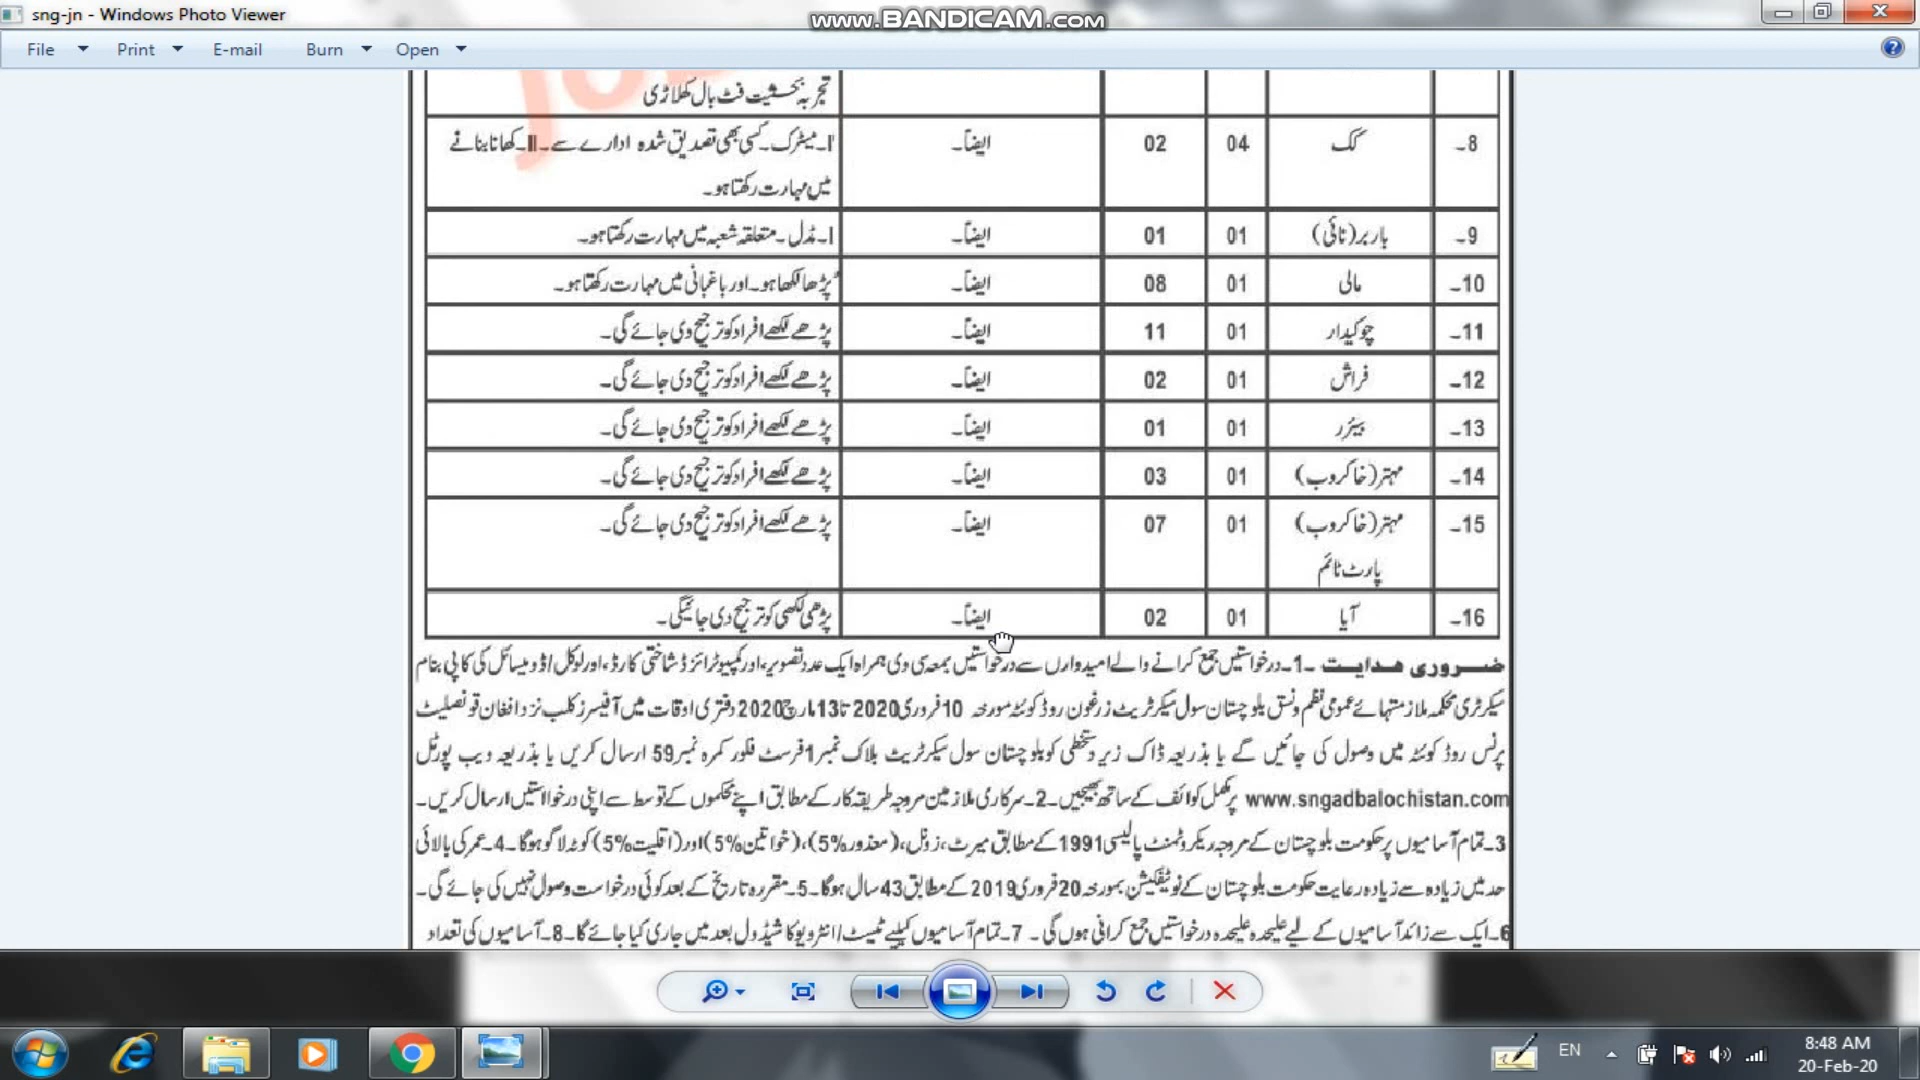 sng-jn - Windows Photo Viewer
www.BANDICAM.com
File Print E-mail Burn Open
تجربہ بحیثیت فٹ بال کھلاڑی
8۔ کک 04 02 ایضاً۔ I۔ میٹرک۔ کسی بھی تصدیق شدہ ادارے سے۔ II۔ کھانا بنانے
میں مہارت رکھتا ہو۔
9۔ باربر (نائی) 01 01 ایضاً۔ I۔ مڈل۔ متعلقہ شعبہ میں مہارت رکھتا ہو۔
10۔ مالی 01 08 ایضاً۔ پڑھا لکھا ہو۔ اور باغبانی میں مہارت رکھتا ہو۔
11۔ چوکیدار 01 11 ایضاً۔ پڑھے لکھے افراد کو ترجیح دی جائے گی۔
12۔ فراش 01 02 ایضاً۔ پڑھے لکھے افراد کو ترجیح دی جائے گی۔
13۔ بیئرر 01 01 ایضاً۔ پڑھے لکھے افراد کو ترجیح دی جائے گی۔
14۔ مہتر (خاکروب) 01 03 ایضاً۔ پڑھے لکھے افراد کو ترجیح دی جائے گی۔
15۔ مہتر (خاکروب) 01 07 ایضاً۔ پڑھے لکھے افراد کو ترجیح دی جائے گی۔
پارٹ ٹائم
16۔ آیا 01 02 ایضاً۔ پڑھی لکھی کو ترجیح دی جائیگی۔
ضروری ھدایت ۔1۔ درخواستیں جمع کرانے والے امیدواران سے درخواستیں بمعہ سی وی ہمراہ ایک عدد تصویر، اور کمپیوٹرائزڈ شناختی کارڈ، اور لوکل/ڈومیسائل کی کاپی بنام
سیکرٹری محکمہ ملازمتہائے عمومی نظم ونسق بلوچستان سول سیکرٹریٹ زرغون روڈ کوئٹہ مورخہ 10 فروری 2020 تا 13 مارچ 2020 دفتری اوقات میں آفیسرز کلب نزد افغان قونصلیٹ
پرنس روڈ کوئٹہ میں وصول کی جائیں گے یا بذریعہ ڈاک زیر دستخطی کو بلوچستان سول سیکرٹریٹ بلاک نمبر 1 فرسٹ فلور کمرہ نمبر 59 ارسال کریں یا بذریعہ ویب پورٹل
www.sngadbalochistan.com پر مکمل کوائف کے ساتھ بھیجیں۔ 2۔ سرکاری ملازمین مروجہ طریقہ کار کے مطابق اپنے محکموں کے توسط سے اپنی درخواستیں ارسال کریں۔
3۔ تمام آسامیوں پر حکومت بلوچستان کے مروجہ ریکروٹمنٹ پالیسی 1991 کے مطابق میرٹ، زونل، (معذور 5%)، (خواتین 5%) اور (اقلیت 5%) کوٹہ لاگو ہوگا۔ 4۔ عمر کی بالائی
حد میں زیادہ سے زیادہ رعایت حکومت بلوچستان کے نوٹیفکیشن بمورخہ 20 فروری 2019 کے مطابق 43 سال ہوگا۔ 5۔ مقررہ تاریخ کے بعد کوئی درخواست وصول نہیں کی جائے گی۔
6۔ ایک سے زائد آسامیوں کے لیے علیحدہ علیحدہ درخواستیں جمع کرانی ہوں گی۔ 7۔ تمام آسامیوں کیلئے ٹیسٹ/انٹرویو کا شیڈول بعد میں جاری کیا جائے گا۔ 8۔ آسامیوں کی تعداد
EN
8:48 AM
20-Feb-20